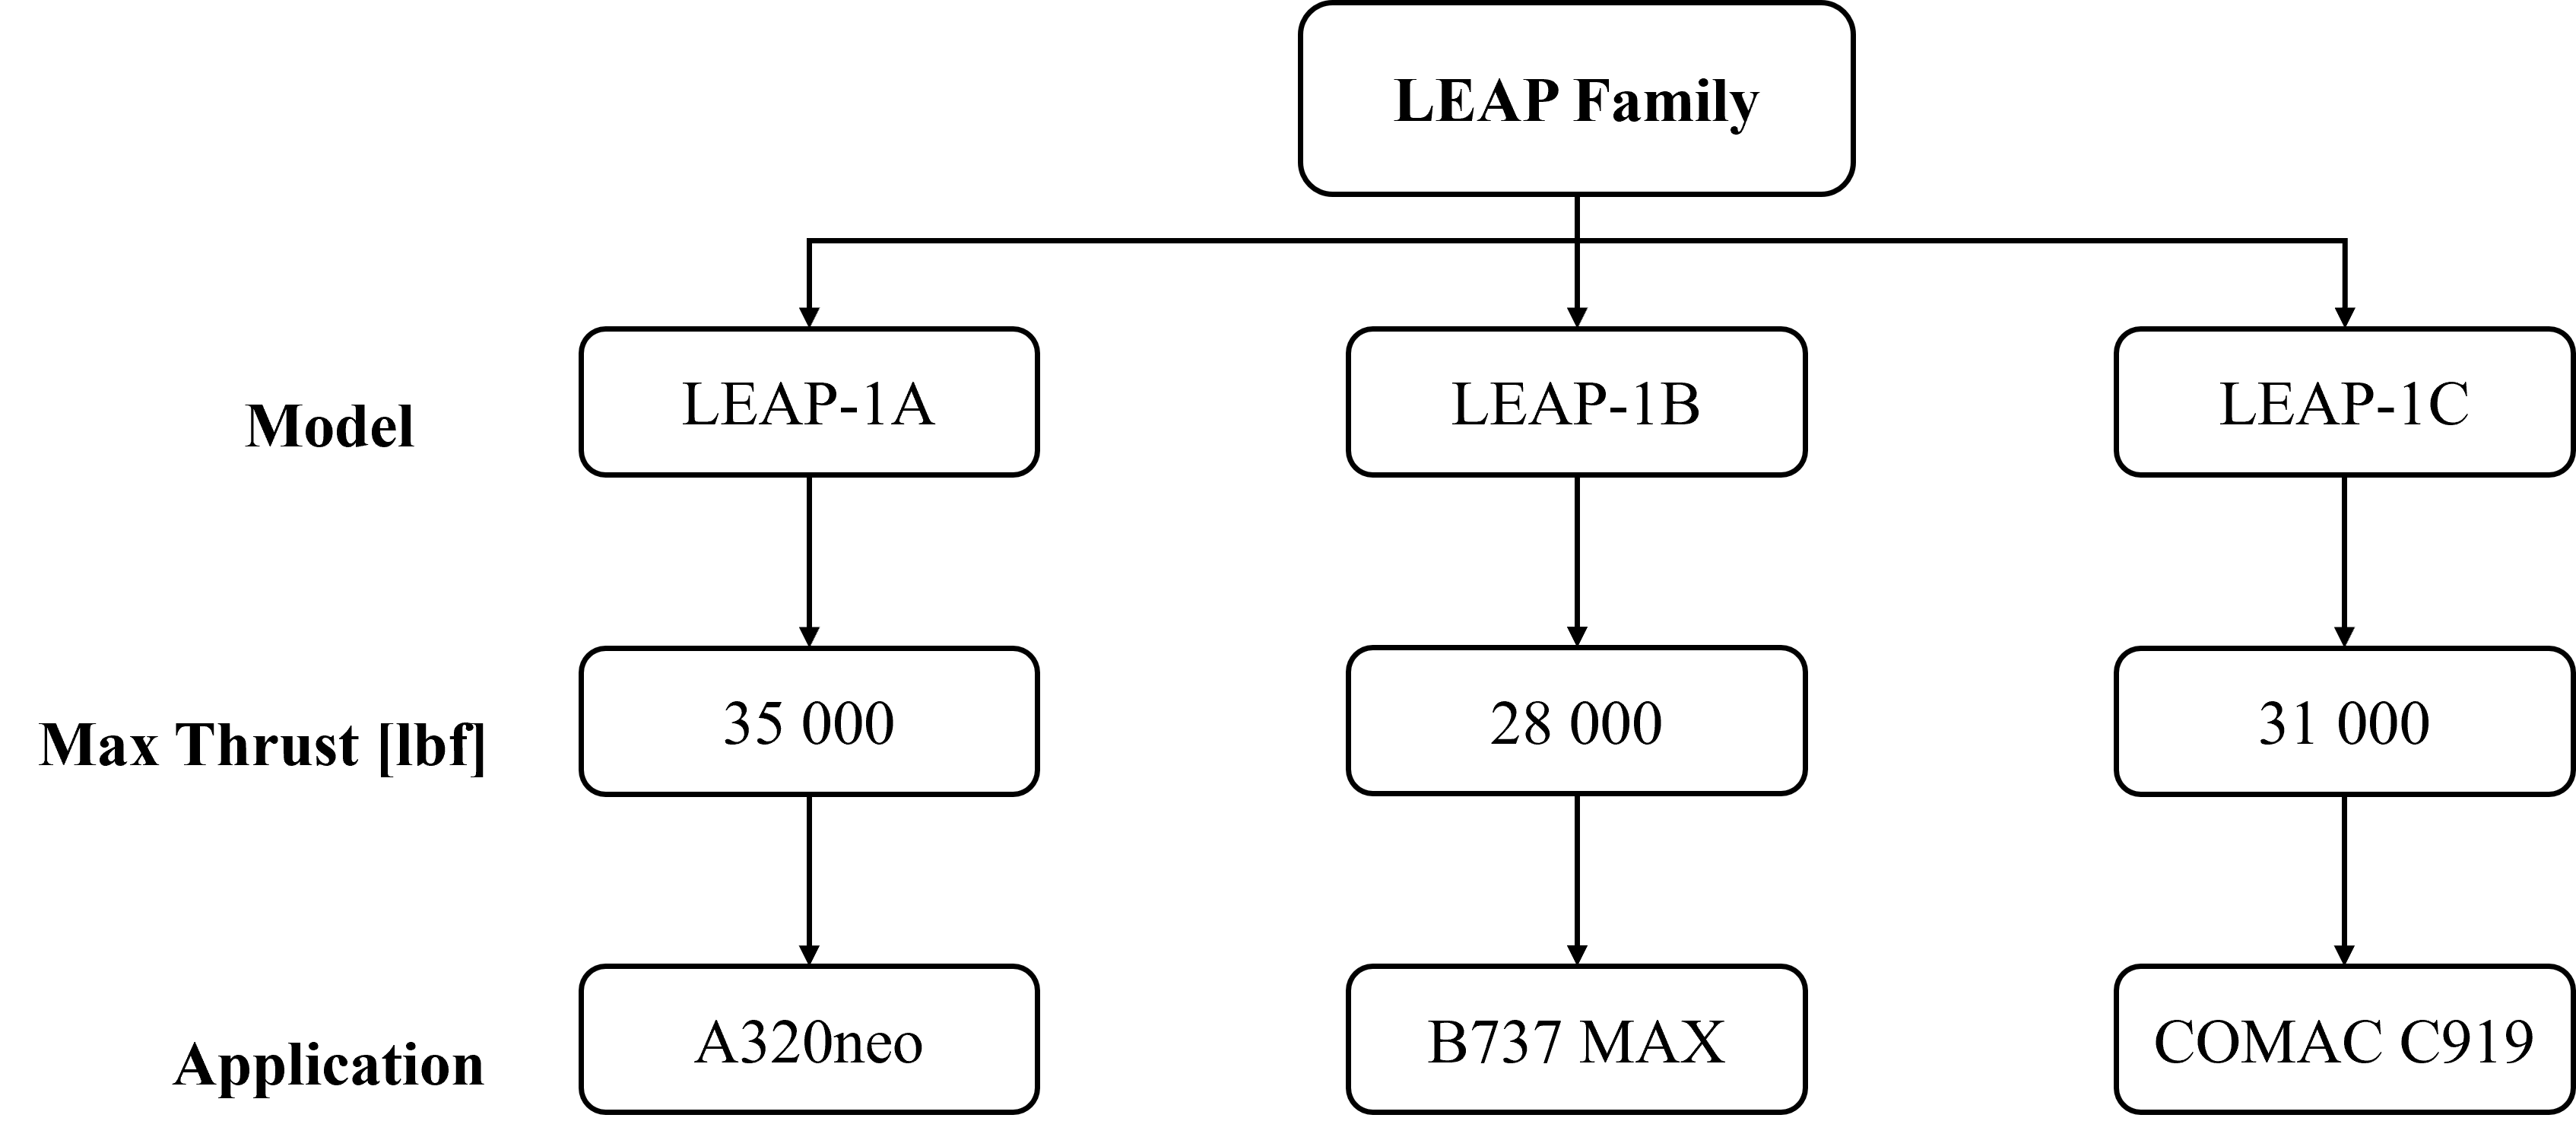 LEAP Family
Model
LEAP-1A
LEAP-1B
LEAP-1C
Max Thrust [lbf]
35 000
28 000
31 000
Application
A320neo
B737 MAX
COMAC C919